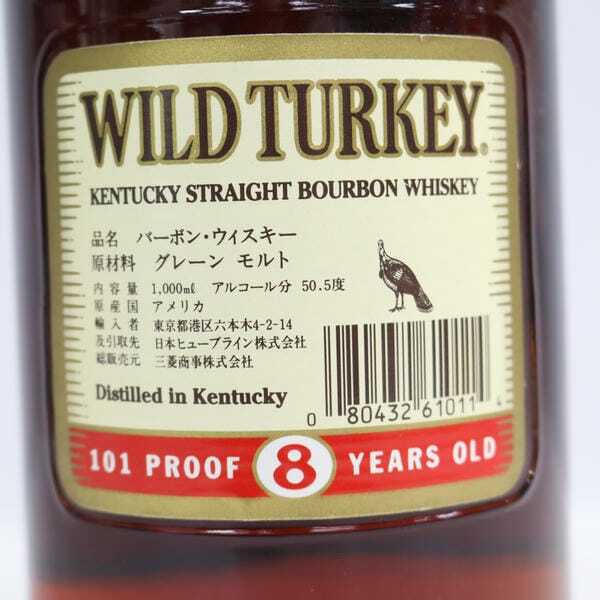 WILD TURKEY®
KENTUCKY STRAIGHT BOURBON WHISKEY
品名 バーボン・ウィスキー
原材料 グレーン モルト
内容量 1,000㎖ アルコール分 50.5度
原産国 アメリカ
輸入者 東京都港区六本木4-2-14
及引取先 日本ヒューブライン株式会社
総販売元 三菱商事株式会社
Distilled in Kentucky
0 80432 61011 4
101 PROOF 8 YEARS OLD